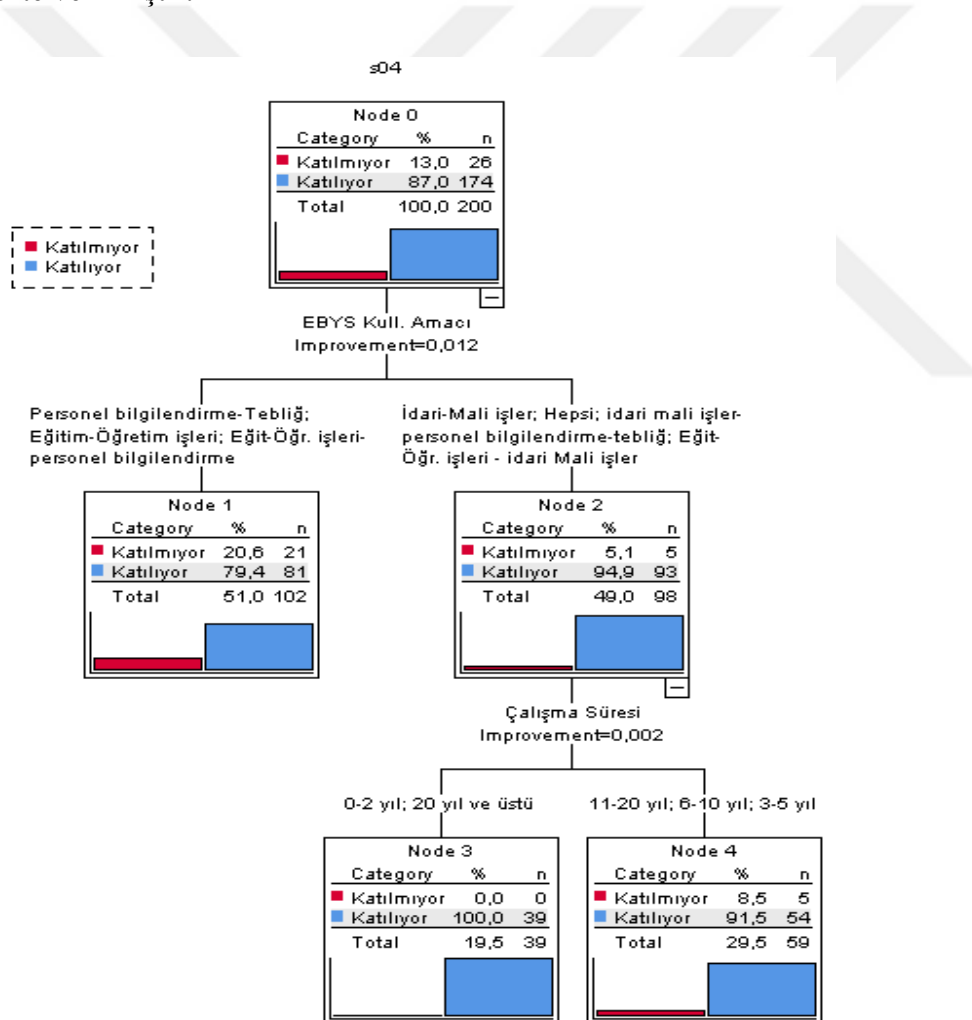 s04
Node 0
Category % n
Katılmıyor 13,0 26
Katılıyor 87,0 174
Total 100,0 200
Katılmıyor
Katılıyor
EBYS Kull. Amacı
Improvement=0,012
Personel bilgilendirme-Tebliğ;
Eğitim-Öğretim işleri; Eğit-Öğr. işleri-
personel bilgilendirme
İdari-Mali işler; Hepsi; idari mali işler-
personel bilgilendirme-tebliğ; Eğit-
Öğr. işleri - idari Mali işler
Node 1
Category % n
Katılmıyor 20,6 21
Katılıyor 79,4 81
Total 51,0 102
Node 2
Category % n
Katılmıyor 5,1 5
Katılıyor 94,9 93
Total 49,0 98
Çalışma Süresi
Improvement=0,002
0-2 yıl; 20 yıl ve üstü
11-20 yıl; 6-10 yıl; 3-5 yıl
Node 3
Category % n
Katılmıyor 0,0 0
Katılıyor 100,0 39
Total 19,5 39
Node 4
Category % n
Katılmıyor 8,5 5
Katılıyor 91,5 54
Total 29,5 59